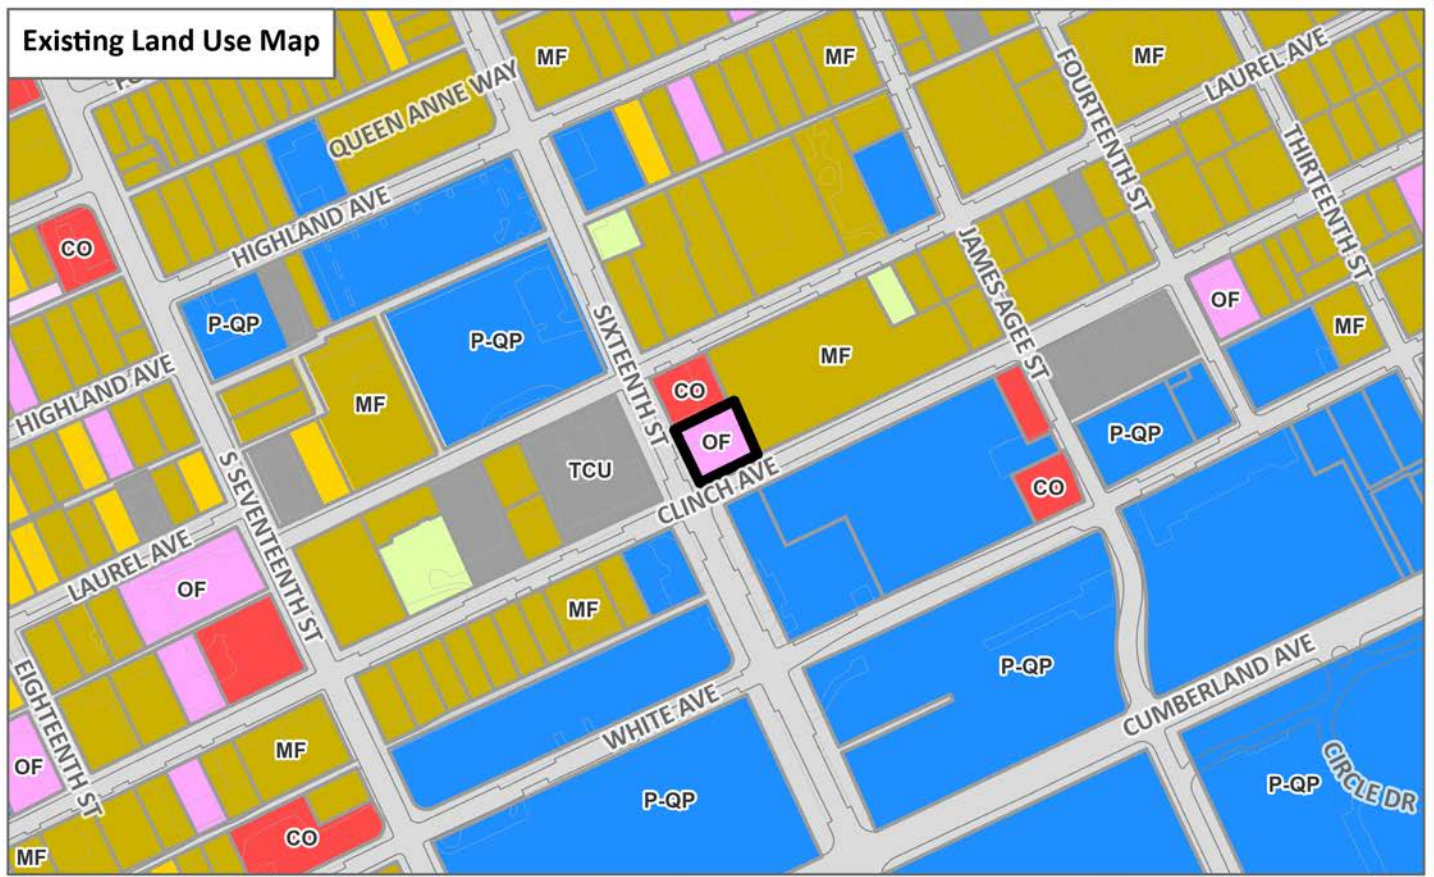 Existing Land Use Map
MF
MF
MF
QUEEN ANNE WAY
FOURTEENTH ST
LAUREL AVE
THIRTEENTH ST
HIGHLAND AVE
CO
JAMES AGEE ST
P-QP
P-QP
SIXTEENTH ST
OF
MF
MF
HIGHLAND AVE
MF
CO
OF
P-QP
TCU
CLINCH AVE
CO
S SEVENTEENTH ST
LAUREL AVE
OF
MF
EIGHTEENTH ST
P-QP
CUMBERLAND AVE
WHITE AVE
MF
OF
P-QP
P-QP
CIRCLE DR
CO
MF